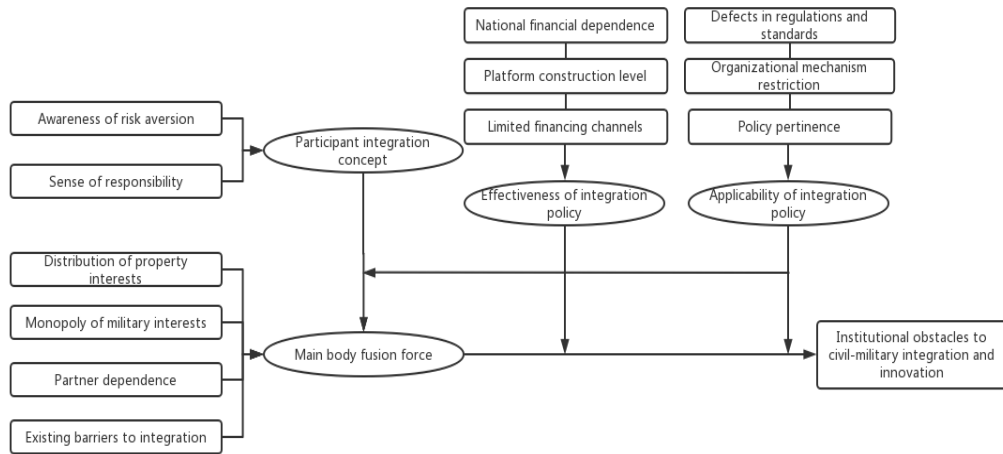 National financial dependence
Defects in regulations and
standards
Platform construction level
Organizational mechanism
restriction
Awareness of risk aversion
Limited financing channels
Policy pertinence
Participant integration
concept
Sense of responsibility
Effectiveness of integration
policy
Applicability of integration
policy
Distribution of property
interests
Monopoly of military interests
Main body fusion force
Institutional obstacles to
civil-military integration and
innovation
Partner dependence
Existing barriers to integration